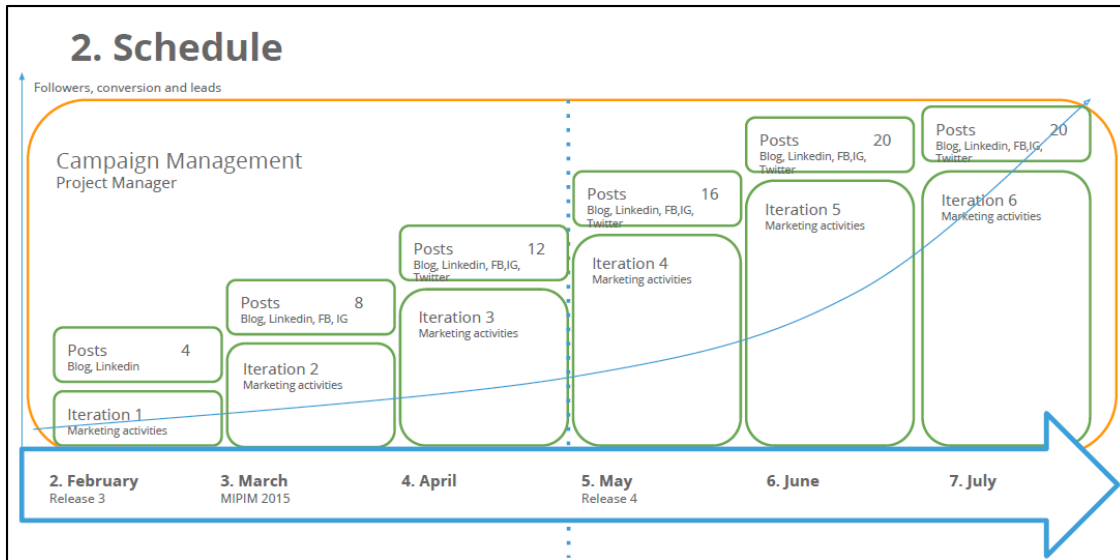 2. Schedule
Followers, conversion and leads
Campaign Management
Project Manager
Posts 4
Blog, Linkedin
Iteration 1
Marketing activities
Posts 8
Blog, Linkedin, FB, IG
Iteration 2
Marketing activities
Posts 12
Blog, Linkedin, FB,IG,
Twitter
Iteration 3
Marketing activities
Posts 16
Blog, Linkedin, FB,IG,
Twitter
Iteration 4
Marketing activities
Posts 20
Blog, Linkedin, FB,IG,
Twitter
Iteration 5
Marketing activities
Posts 20
Blog, Linkedin, FB,IG,
Twitter
Iteration 6
Marketing activities
2. February
Release 3
3. March
MIPIM 2015
4. April
5. May
Release 4
6. June
7. July